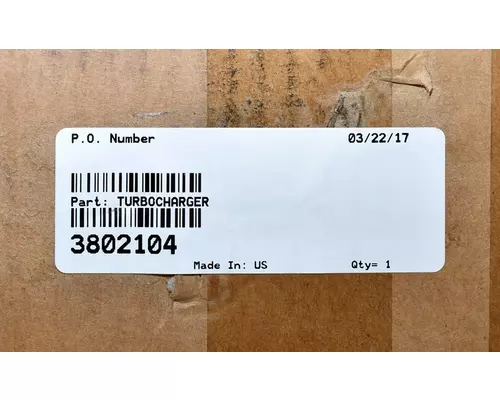 P.O. Number 03/22/17
Part: TURBOCHARGER
3802104
Made In: US Qty= 1